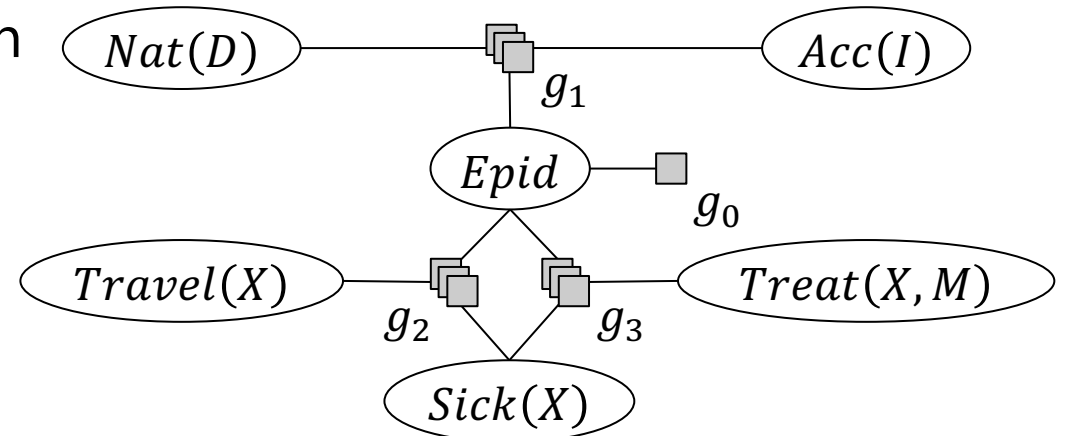 n
Nat(D)
Acc(I)
g₁
Epid
g₀
Travel(X)
Treat(X, M)
g₂
g₃
Sick(X)